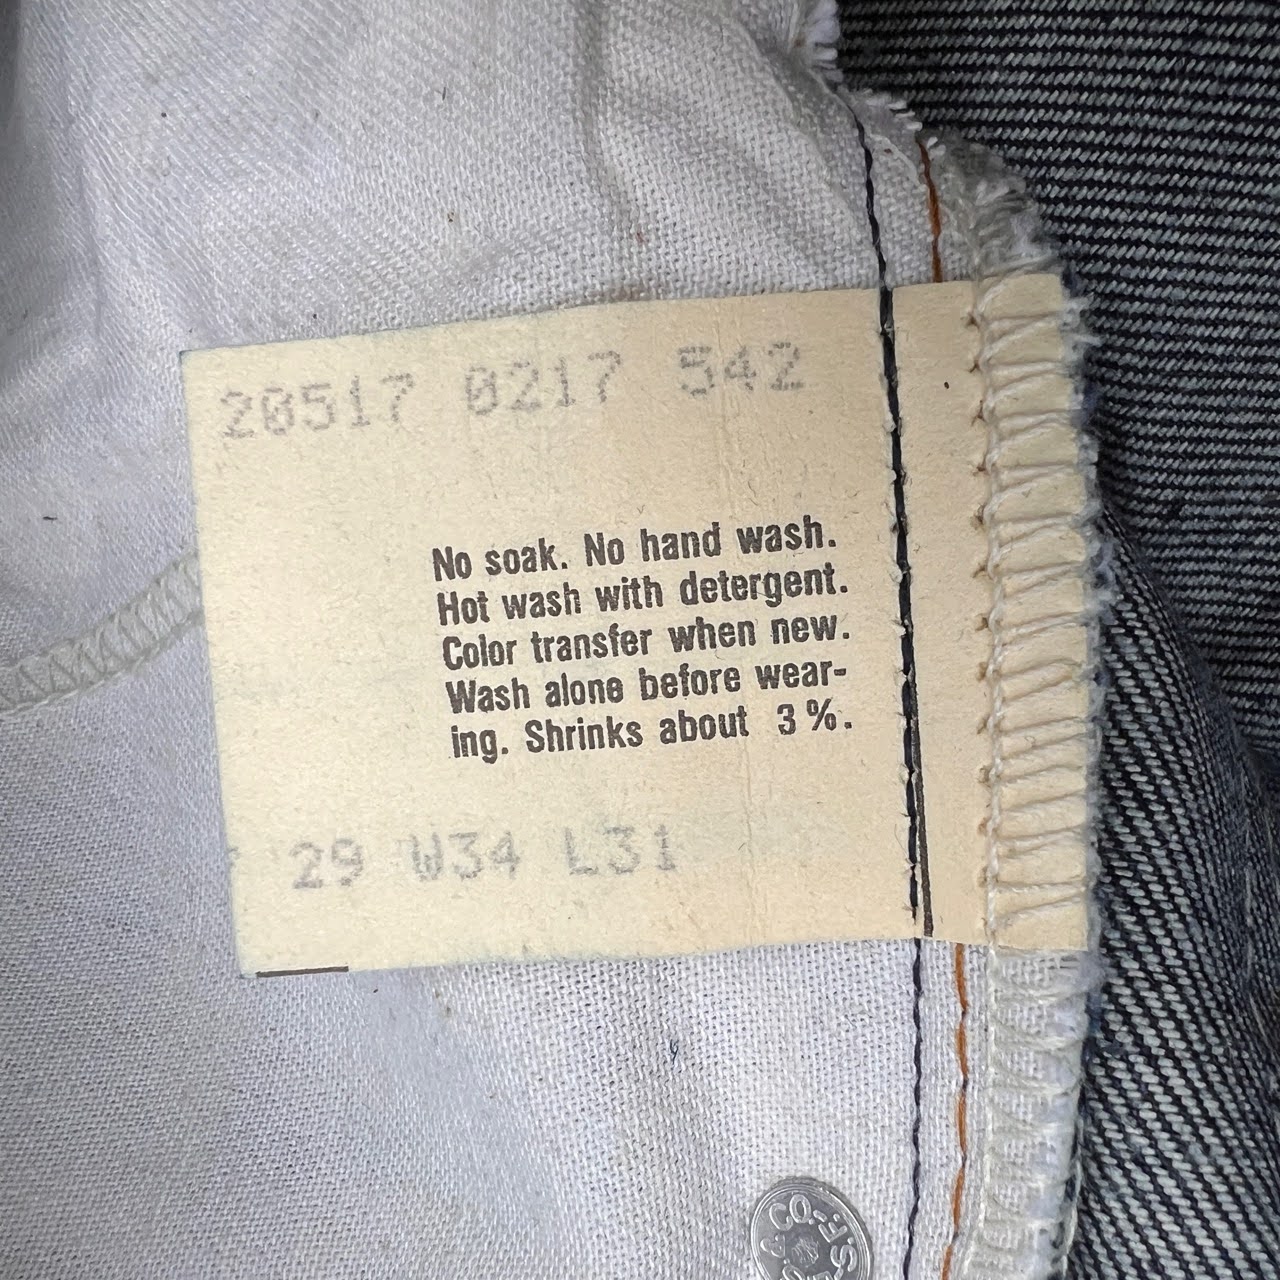 20517 0217 542
No soak. No hand wash.
Hot wash with detergent.
Color transfer when new.
Wash alone before wear-
ing. Shrinks about 3%.
29 W34 L31
& CO.-S.F.